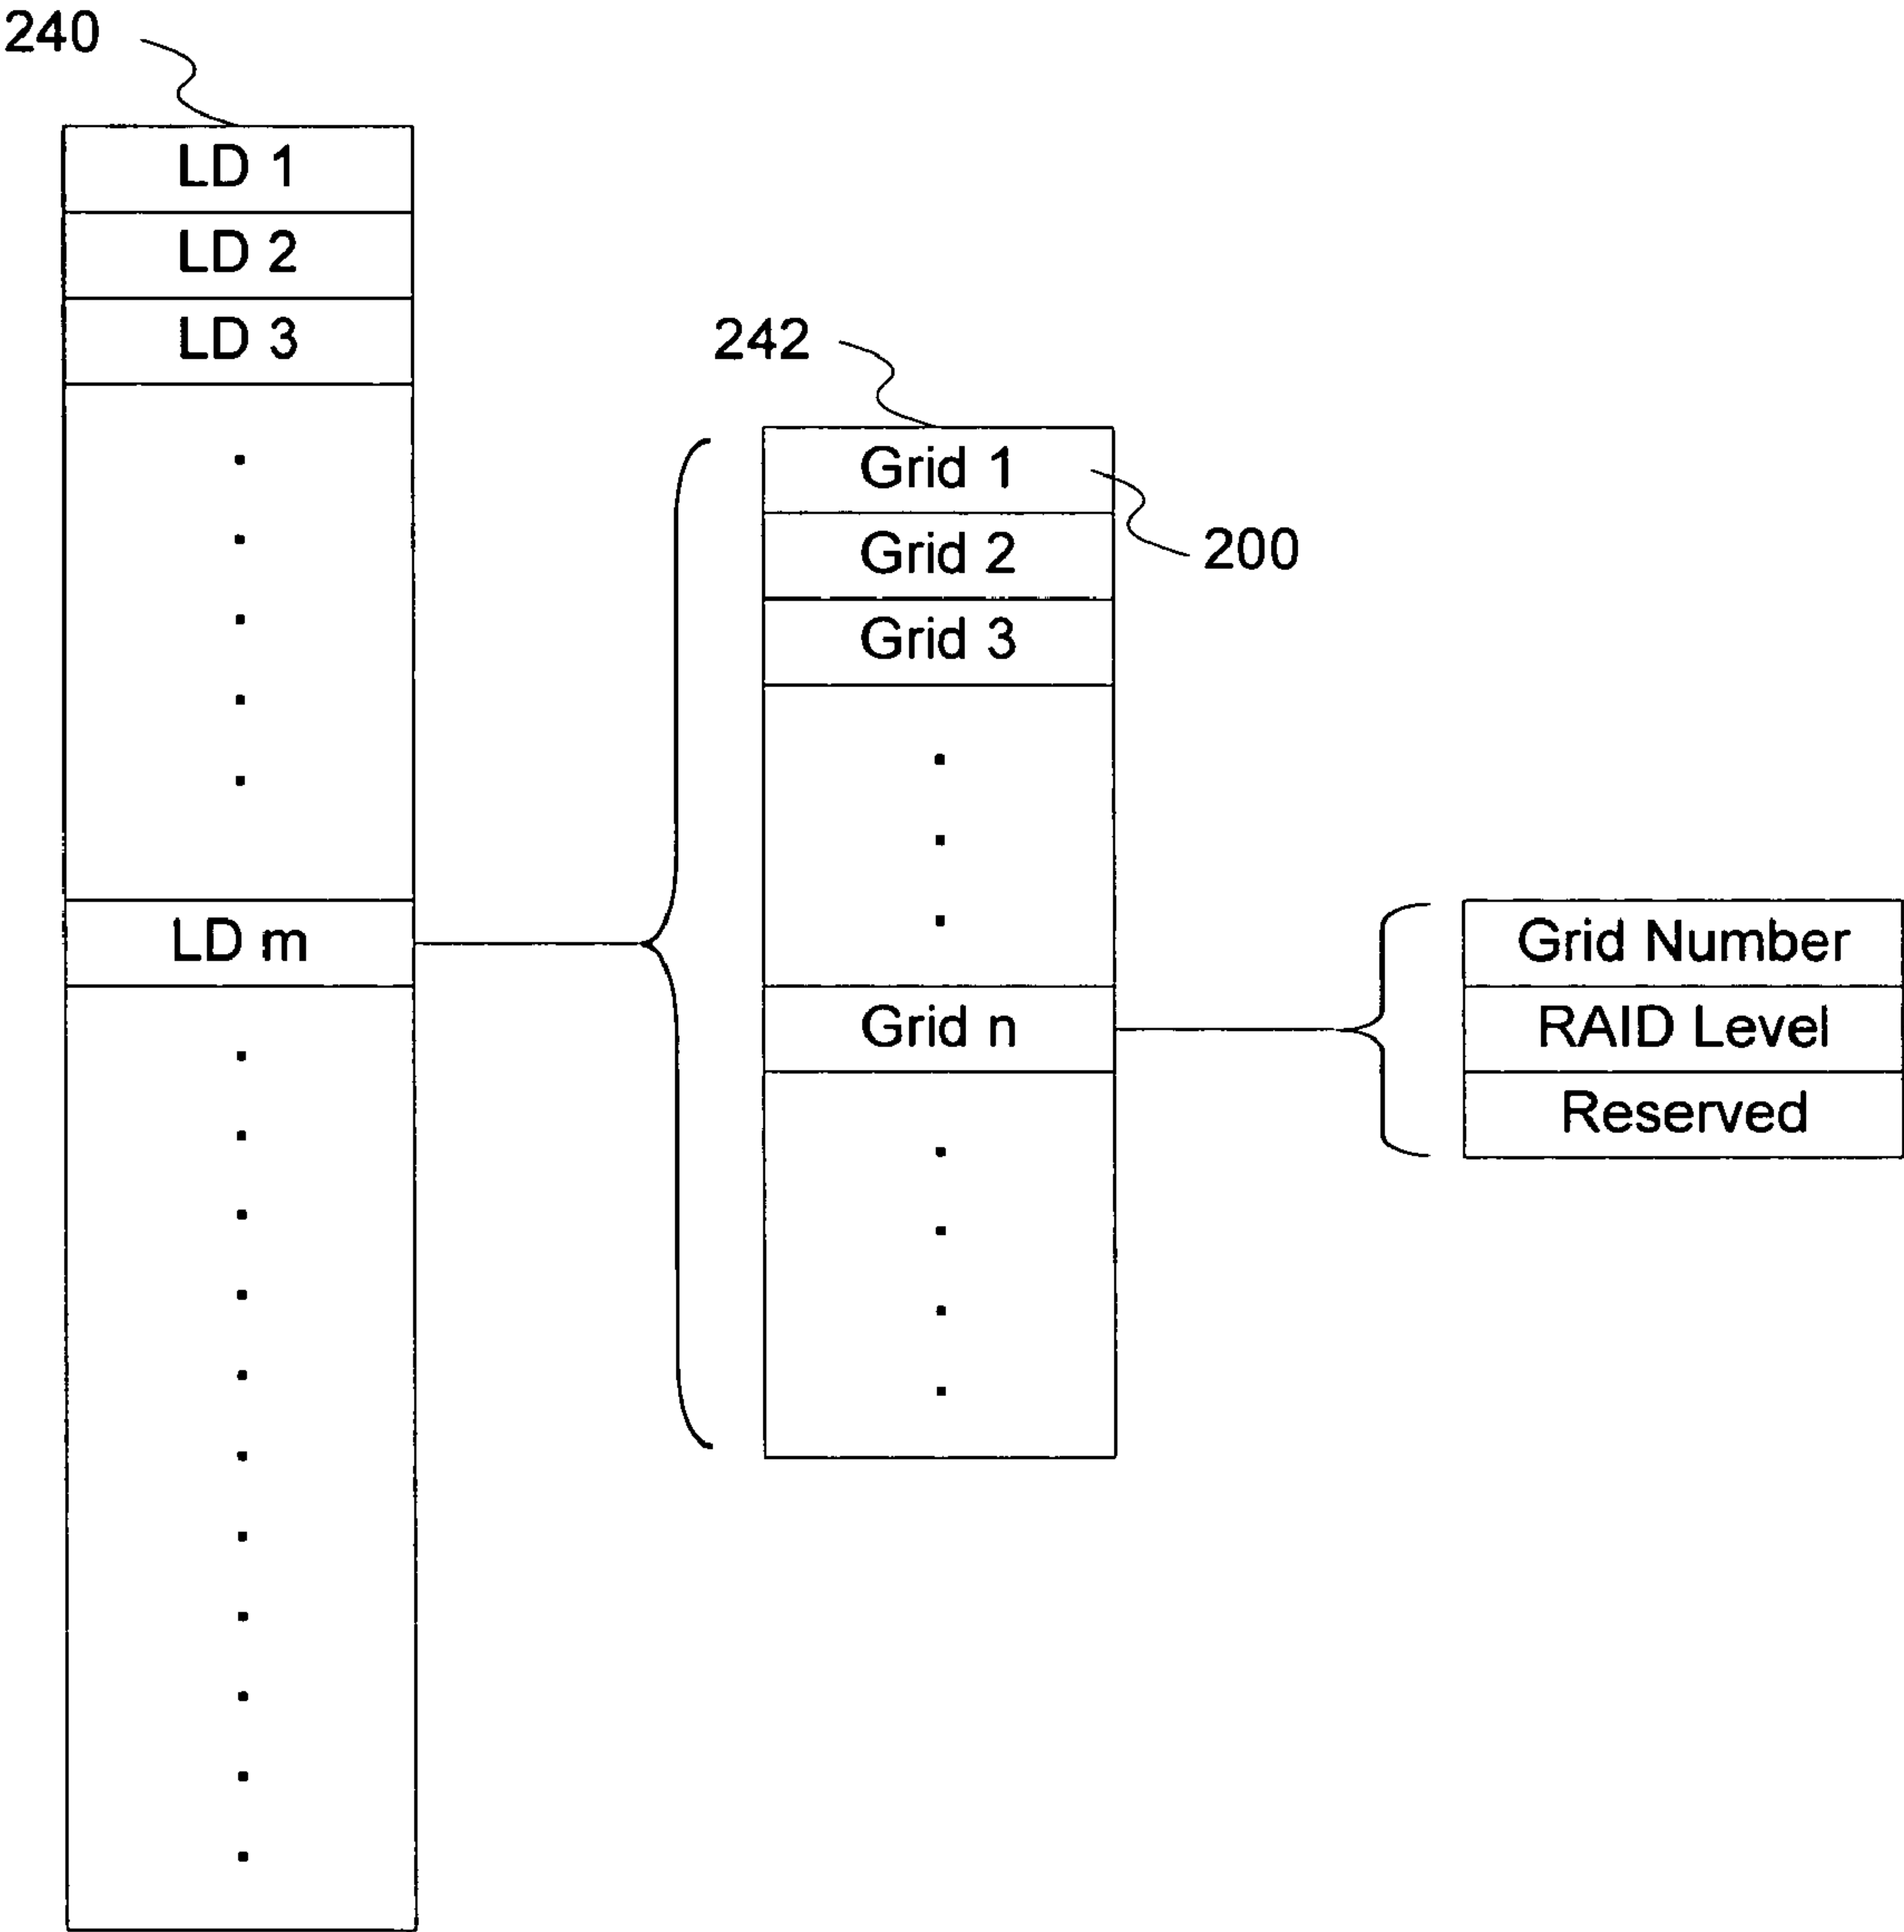 240
LD 1
LD 2
LD 3
LD m
242
Grid 1
200
Grid 2
Grid 3
Grid n
Grid Number
RAID Level
Reserved